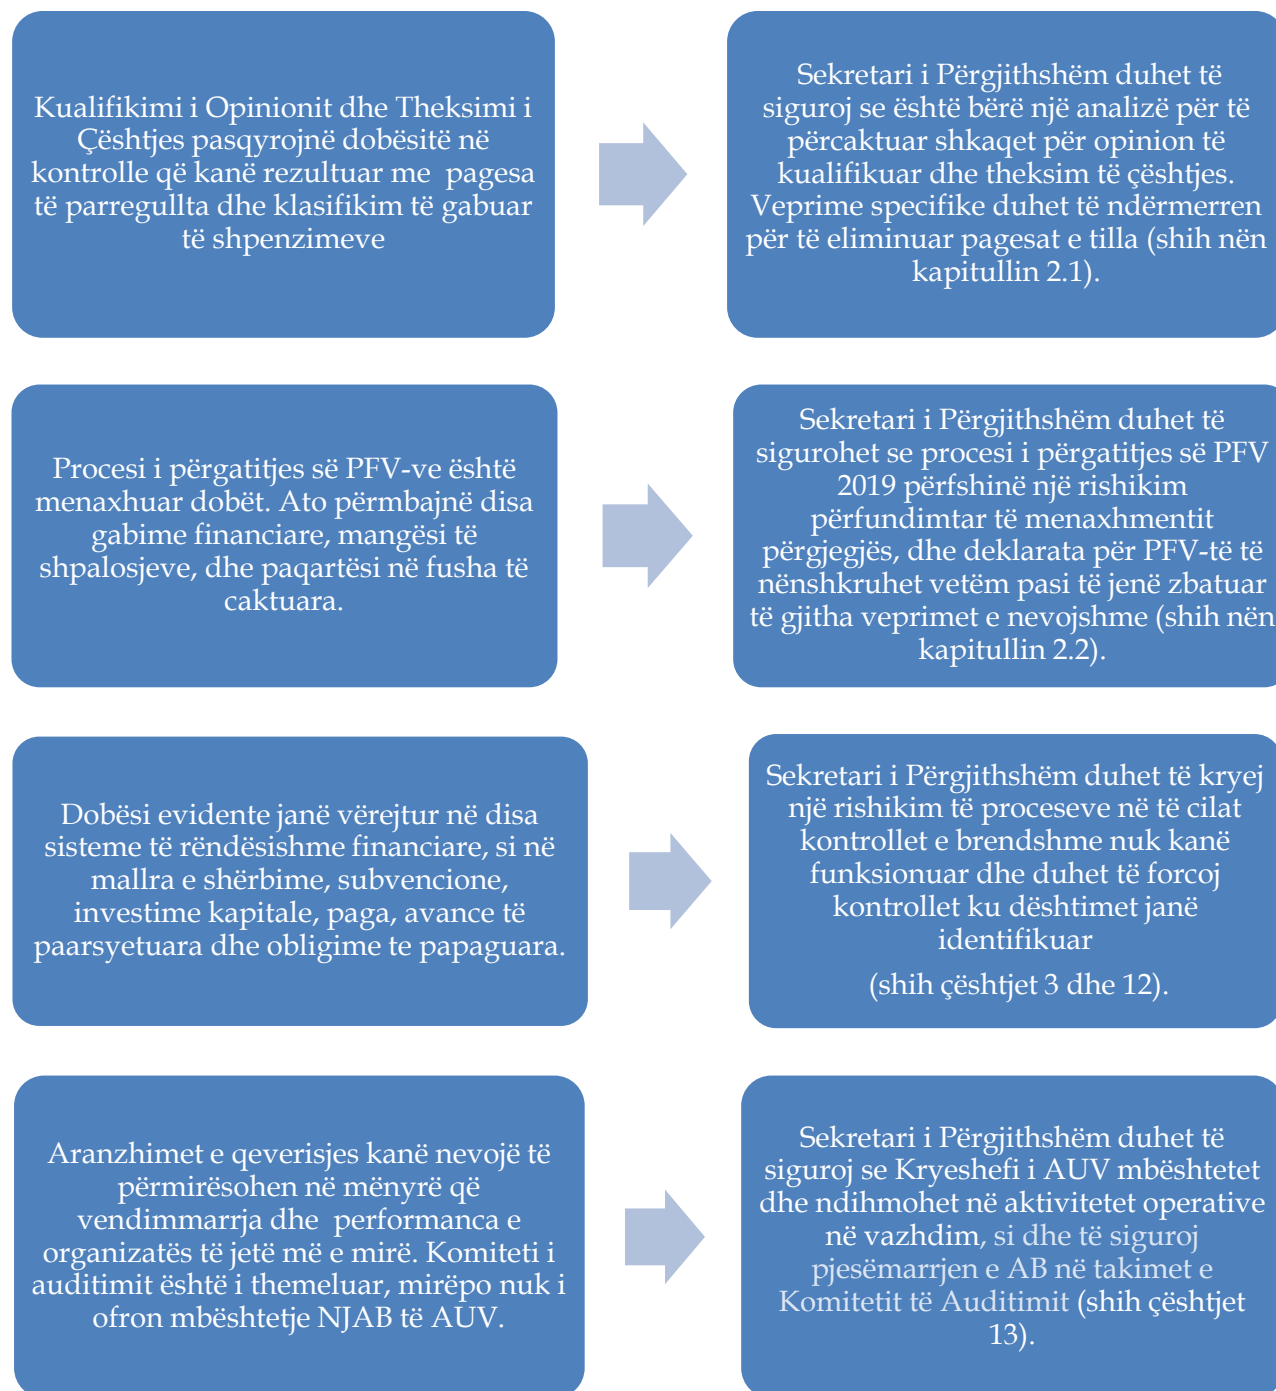 Kualifikimi i Opinionit dhe Theksimi i
Çështjes pasqyrojnë dobësitë në
kontrolle që kanë rezultuar me pagesa
të parregullta dhe klasifikim të gabuar
të shpenzimeve
Sekretari i Përgjithshëm duhet të
siguroj se është bërë një analizë për të
përcaktuar shkaqet për opinion të
kualifikuar dhe theksim të çështjes.
Veprime specifike duhet të ndërmerren
për të eliminuar pagesat e tilla (shih nën
kapitullin 2.1).
Procesi i përgatitjes së PFV-ve është
menaxhuar dobët. Ato përmbajnë disa
gabime financiare, mangësi të
shpalosjeve, dhe paqartësi në fusha të
caktuara.
Sekretari i Përgjithshëm duhet të
sigurohet se procesi i përgatitjes së PFV
2019 përfshinë një rishikim
përfundimtar të menaxhmentit
përgjegjës, dhe deklarata për PFV-të të
nënshkruhet vetëm pasi të jenë zbatuar
të gjitha veprimet e nevojshme (shih nën
kapitullin 2.2).
Dobësi evidente janë vërejtur në disa
sisteme të rëndësishme financiare, si në
mallra e shërbime, subvencione,
investime kapitale, paga, avance të
paarsyetuara dhe obligime te papaguara.
Sekretari i Përgjithshëm duhet të kryej
një rishikim të proceseve në të cilat
kontrollet e brendshme nuk kanë
funksionuar dhe duhet të forcoj
kontrollet ku dështimet janë
identifikuar
(shih çështjet 3 dhe 12).
Aranzhimet e qeverisjes kanë nevojë të
përmirësohen në mënyrë që
vendimmarrja dhe performanca e
organizatës të jetë më e mirë. Komiteti i
auditimit është i themeluar, mirëpo nuk i
ofron mbështetje NJAB të AUV.
Sekretari i Përgjithshëm duhet të
siguroj se Kryeshefi i AUV mbështetet
dhe ndihmohet në aktivitetet operative
në vazhdim, si dhe të siguroj
pjesëmarrjen e AB në takimet e
Komitetit të Auditimit (shih çështjet
13).